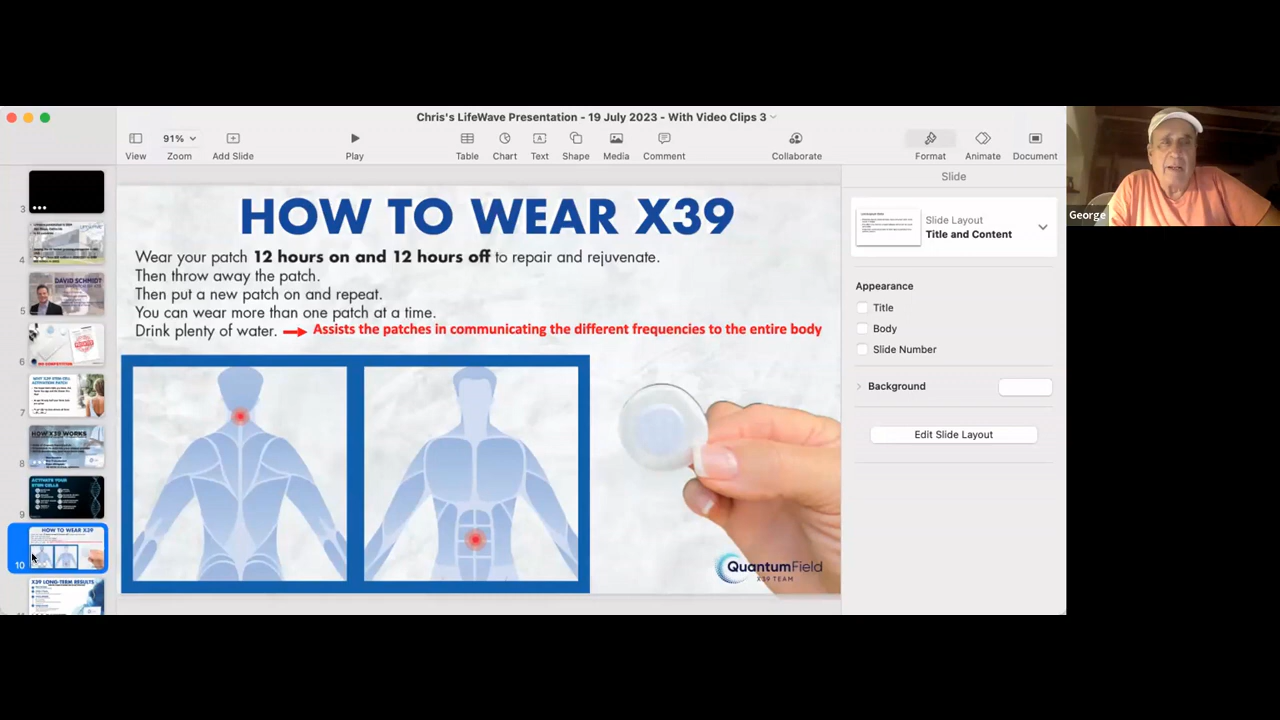 Chris's LifeWave Presentation - 19 July 2023 - With Video Clips 3
91%
View
Zoom
Add Slide
Play
Table
Chart
Text
Shape
Media
Comment
Collaborate
Format
Animate
Document
George
3
4
5
DAVID SCHMIDT
6
7
8
HOW X39 WORKS
9
ACTIVATE YOUR
STEM CELLS
10
HOW TO WEAR X39
X39 LONG-TERM RESULTS
HOW TO WEAR X39
Wear your patch 12 hours on and 12 hours off to repair and rejuvenate.
Then throw away the patch.
Then put a new patch on and repeat.
You can wear more than one patch at a time.
Drink plenty of water. Assists the patches in communicating the different frequencies to the entire body
QuantumField
X39 TEAM
Slide
Slide Layout
Title and Content
Appearance
Title
Body
Slide Number
Background
Edit Slide Layout